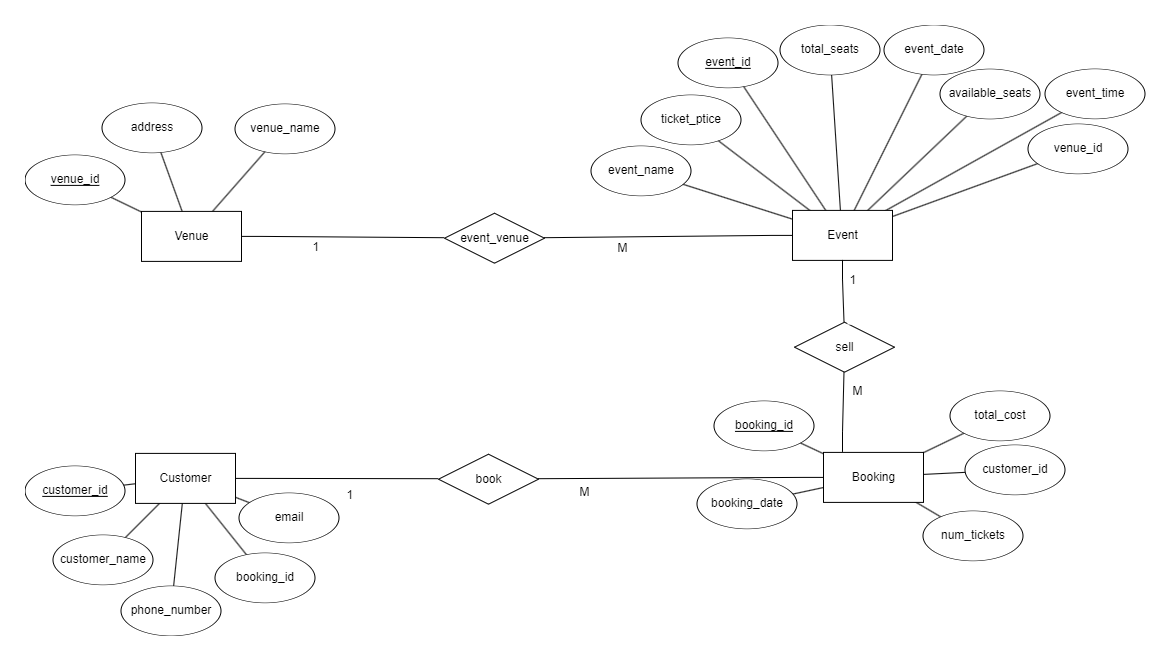 event_id
total_seats
event_date
available_seats
event_time
ticket_ptice
event_name
venue_id
address
venue_name
venue_id
Venue
1
event_venue
M
Event
1
sell
M
booking_id
total_cost
customer_id
Booking
booking_date
num_tickets
Customer
1
book
M
customer_id
email
customer_name
booking_id
phone_number